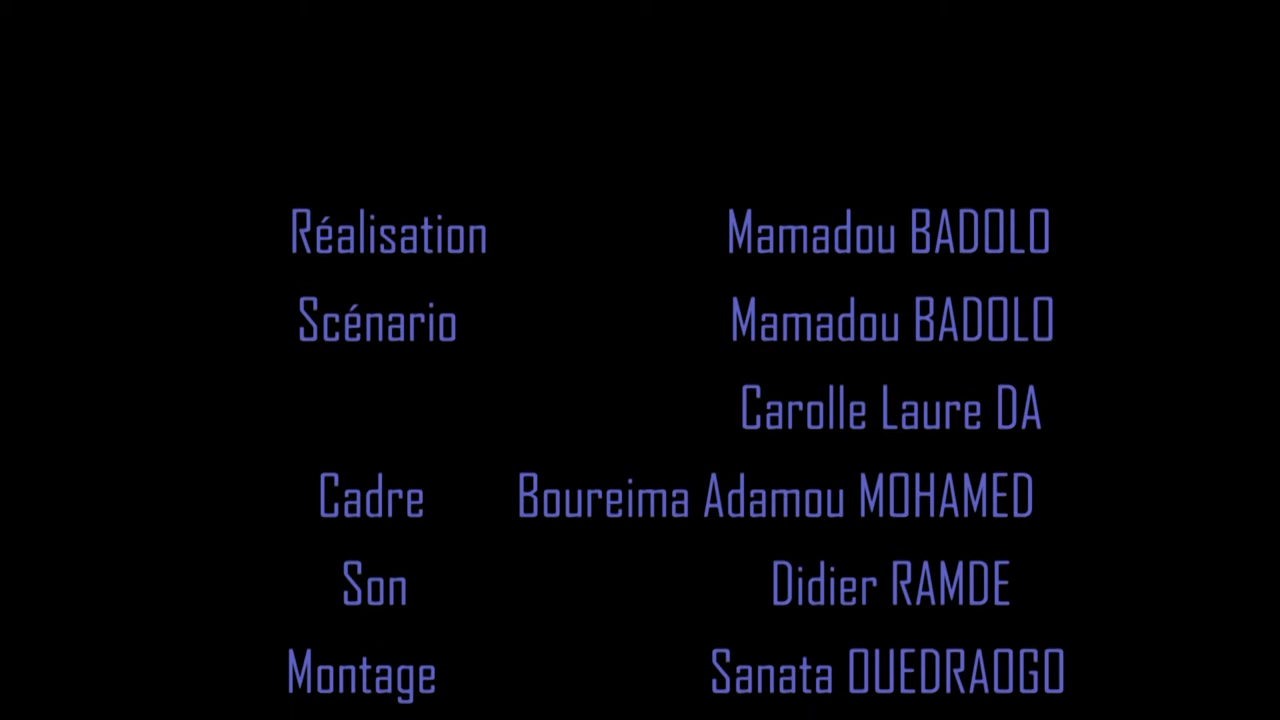 Réalisation Mamadou BADOLO
Scénario Mamadou BADOLO
Carolle Laure DA
Cadre Boureima Adamou MOHAMED
Son Didier RAMDE
Montage Sanata OUEDRAOGO